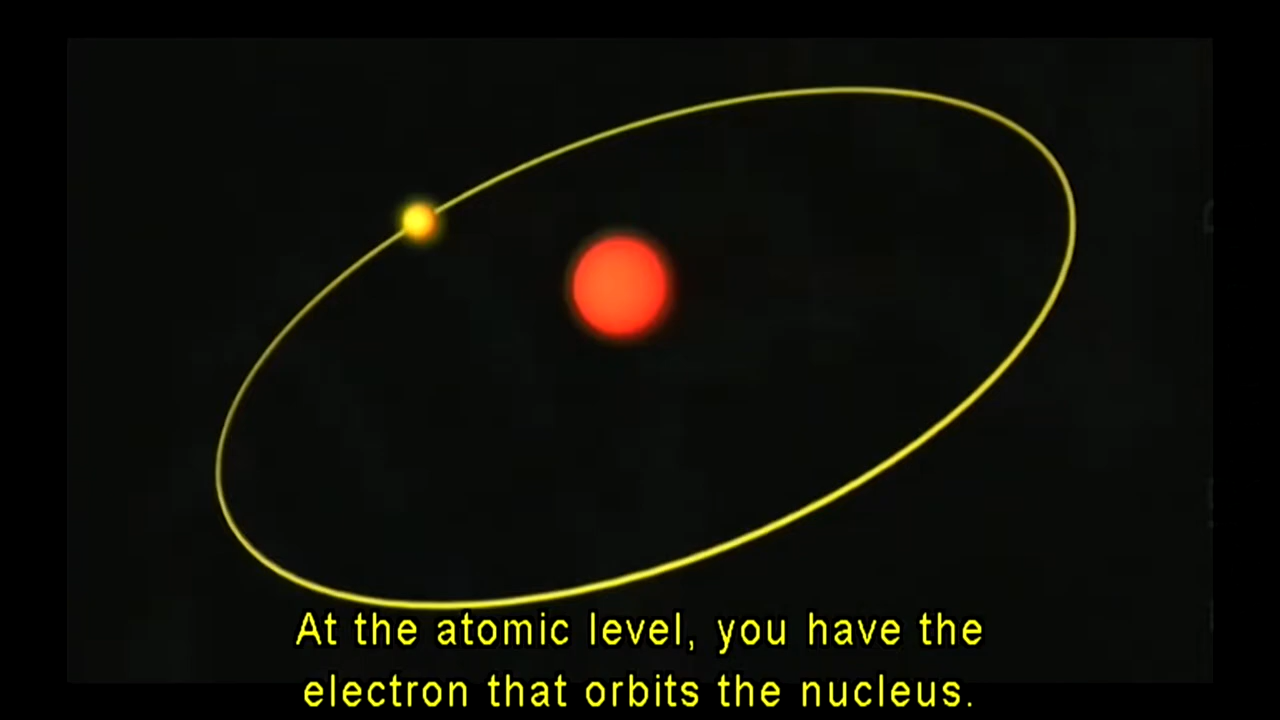 At the atomic level, you have the
electron that orbits the nucleus.